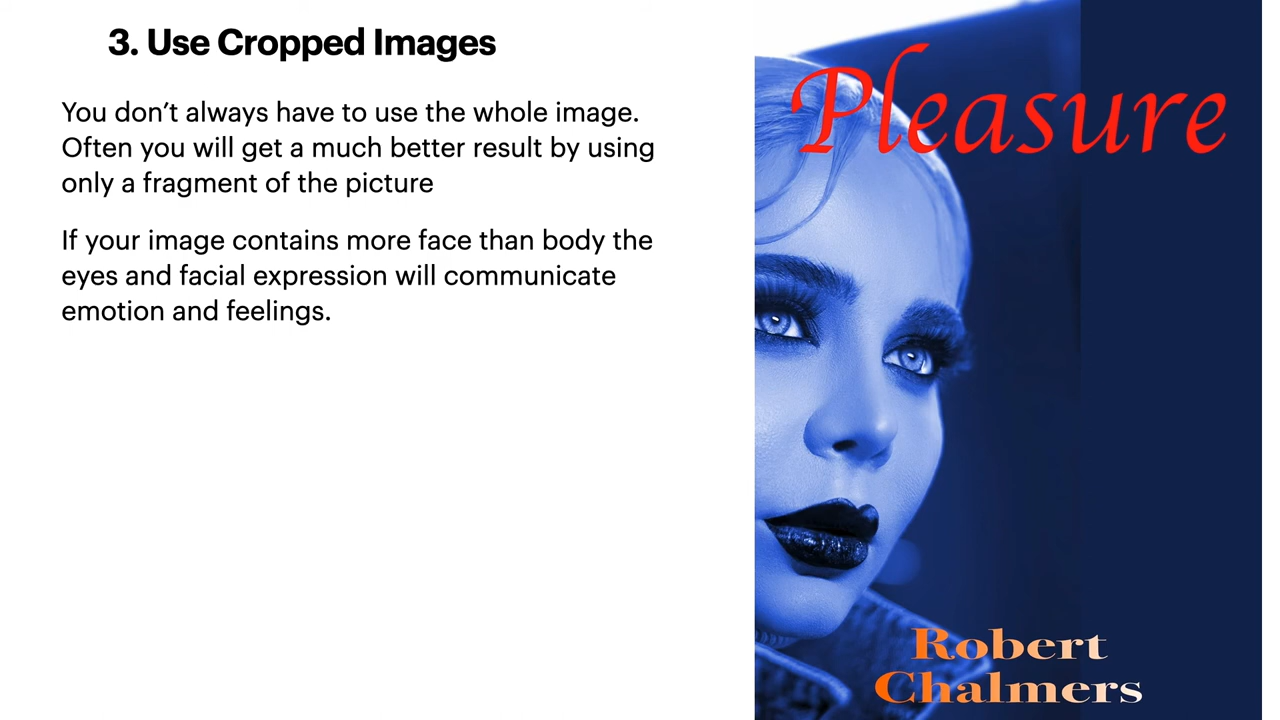 3. Use Cropped Images
You don’t always have to use the whole image.
Often you will get a much better result by using
only a fragment of the picture
If your image contains more face than body the
eyes and facial expression will communicate
emotion and feelings.
Pleasure
Robert
Chalmers